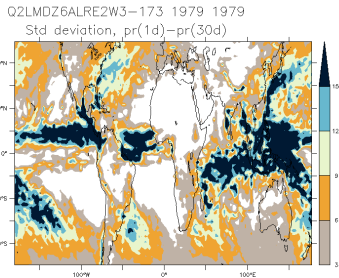 Q2LMDZ6ALRE2W3-173 1979 1979
Std deviation, pr(1d)-pr(30d)
°N
°N
0°
°S
°S
15
12
9
6
3
100°W 0° 100°E